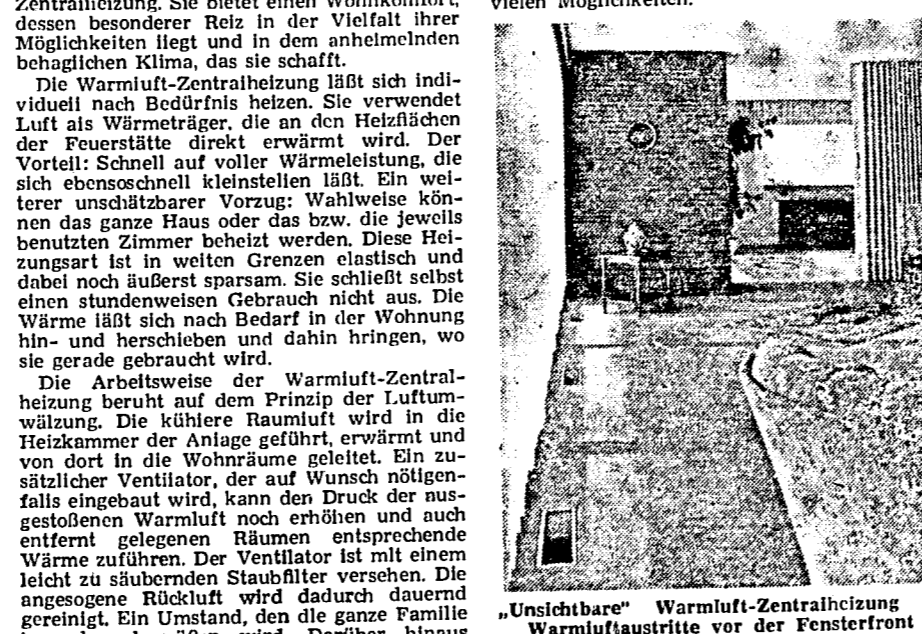 Zentralheizung. Sie bietet einen Wohnkomfort,
dessen besonderer Reiz in der Vielfalt ihrer
Möglichkeiten liegt und in dem anheimelnden
behaglichen Klima, das sie schafft.
Die Warmluft-Zentralheizung läßt sich indi-
viduell nach Bedürfnis heizen. Sie verwendet
Luft als Wärmeträger, die an den Heizflächen
der Feuerstätte direkt erwärmt wird. Der
Vorteil: Schnell auf voller Wärmeleistung, die
sich ebensoschnell kleinstellen läßt. Ein wei-
terer unschätzbarer Vorzug: Wahlweise kön-
nen das ganze Haus oder das bzw. die jeweils
benutzten Zimmer beheizt werden. Diese Hei-
zungsart ist in weiten Grenzen elastisch und
dabei noch äußerst sparsam. Sie schließt selbst
einen stundenweisen Gebrauch nicht aus. Die
Wärme läßt sich nach Bedarf in der Wohnung
hin- und herschieben und dahin bringen, wo
sie gerade gebraucht wird.
Die Arbeitsweise der Warmluft-Zentral-
heizung beruht auf dem Prinzip der Luftum-
wälzung. Die kühlere Raumluft wird in die
Heizkammer der Anlage geführt, erwärmt und
von dort in die Wohnräume geleitet. Ein zu-
sätzlicher Ventilator, der auf Wunsch nötigen-
falls eingebaut wird, kann den Druck der aus-
gestoßenen Warmluft noch erhöhen und auch
entfernt gelegenen Räumen entsprechende
Wärme zuführen. Der Ventilator ist mit einem
leicht zu säubernden Staubfilter versehen. Die
angesogene Rückluft wird dadurch dauernd
gereinigt. Ein Umstand, den die ganze Familie
wird. Darüber hinaus
vielen Möglichkeiten.
„Unsichtbare" Warmluft-Zentralheizung
Warmluftaustritte vor der Fensterfront